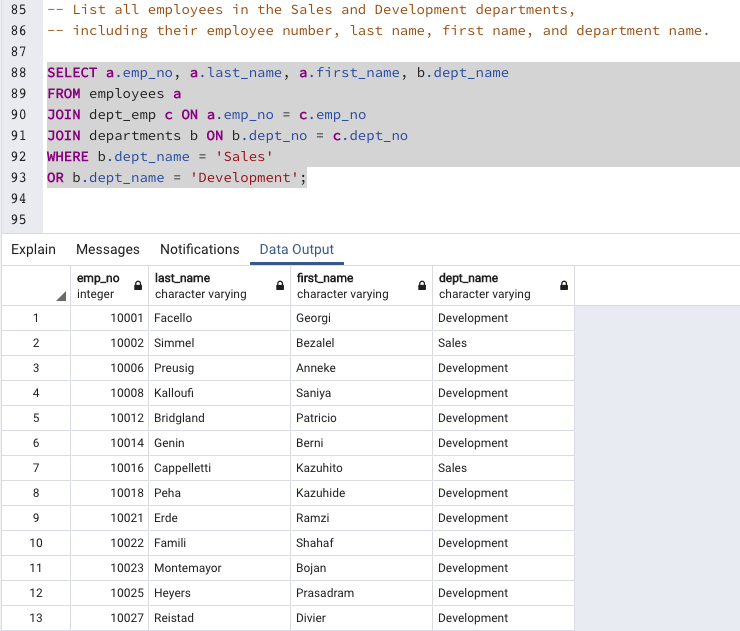 85 -- List all employees in the Sales and Development departments,
86 -- including their employee number, last name, first name, and department name.
87
88 SELECT a.emp_no, a.last_name, a.first_name, b.dept_name
89 FROM employees a
90 JOIN dept_emp c ON a.emp_no = c.emp_no
91 JOIN departments b ON b.dept_no = c.dept_no
92 WHERE b.dept_name = 'Sales'
93 OR b.dept_name = 'Development';
94
95
Explain Messages Notifications Data Output
emp_no last_name first_name dept_name
integer character varying character varying character varying
1 10001 Facello Georgi Development
2 10002 Simmel Bezalel Sales
3 10006 Preusig Anneke Development
4 10008 Kalloufi Saniya Development
5 10012 Bridgland Patricio Development
6 10014 Genin Berni Development
7 10016 Cappelletti Kazuhito Sales
8 10018 Peha Kazuhide Development
9 10021 Erde Ramzi Development
10 10022 Famili Shahaf Development
11 10023 Montemayor Bojan Development
12 10025 Heyers Prasadram Development
13 10027 Reistad Divier Development